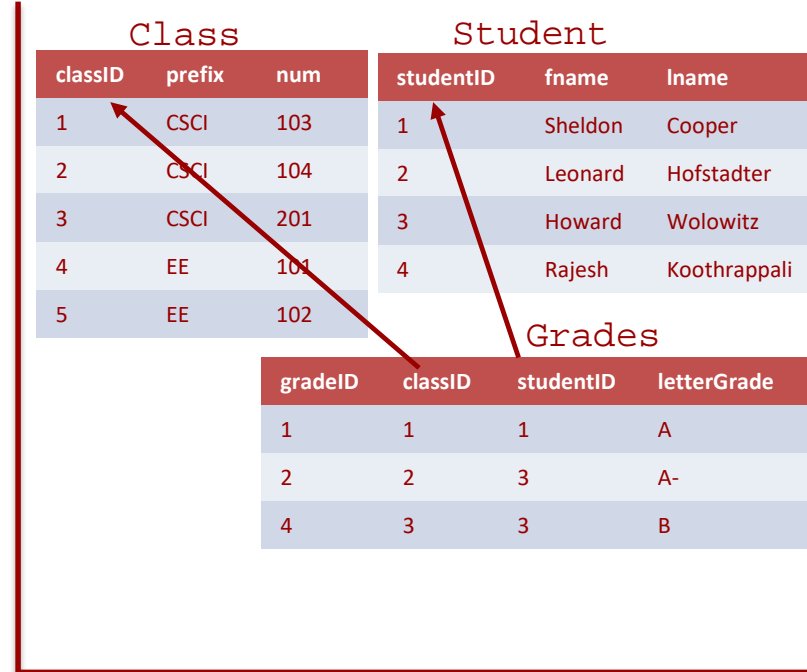 Class
classID prefix num
1 CSCI 103
2 CSCI 104
3 CSCI 201
4 EE 101
5 EE 102
Student
studentID fname lname
1 Sheldon Cooper
2 Leonard Hofstadter
3 Howard Wolowitz
4 Rajesh Koothrappali
Grades
gradeID classID studentID letterGrade
1 1 1 A
2 2 3 A-
4 3 3 B